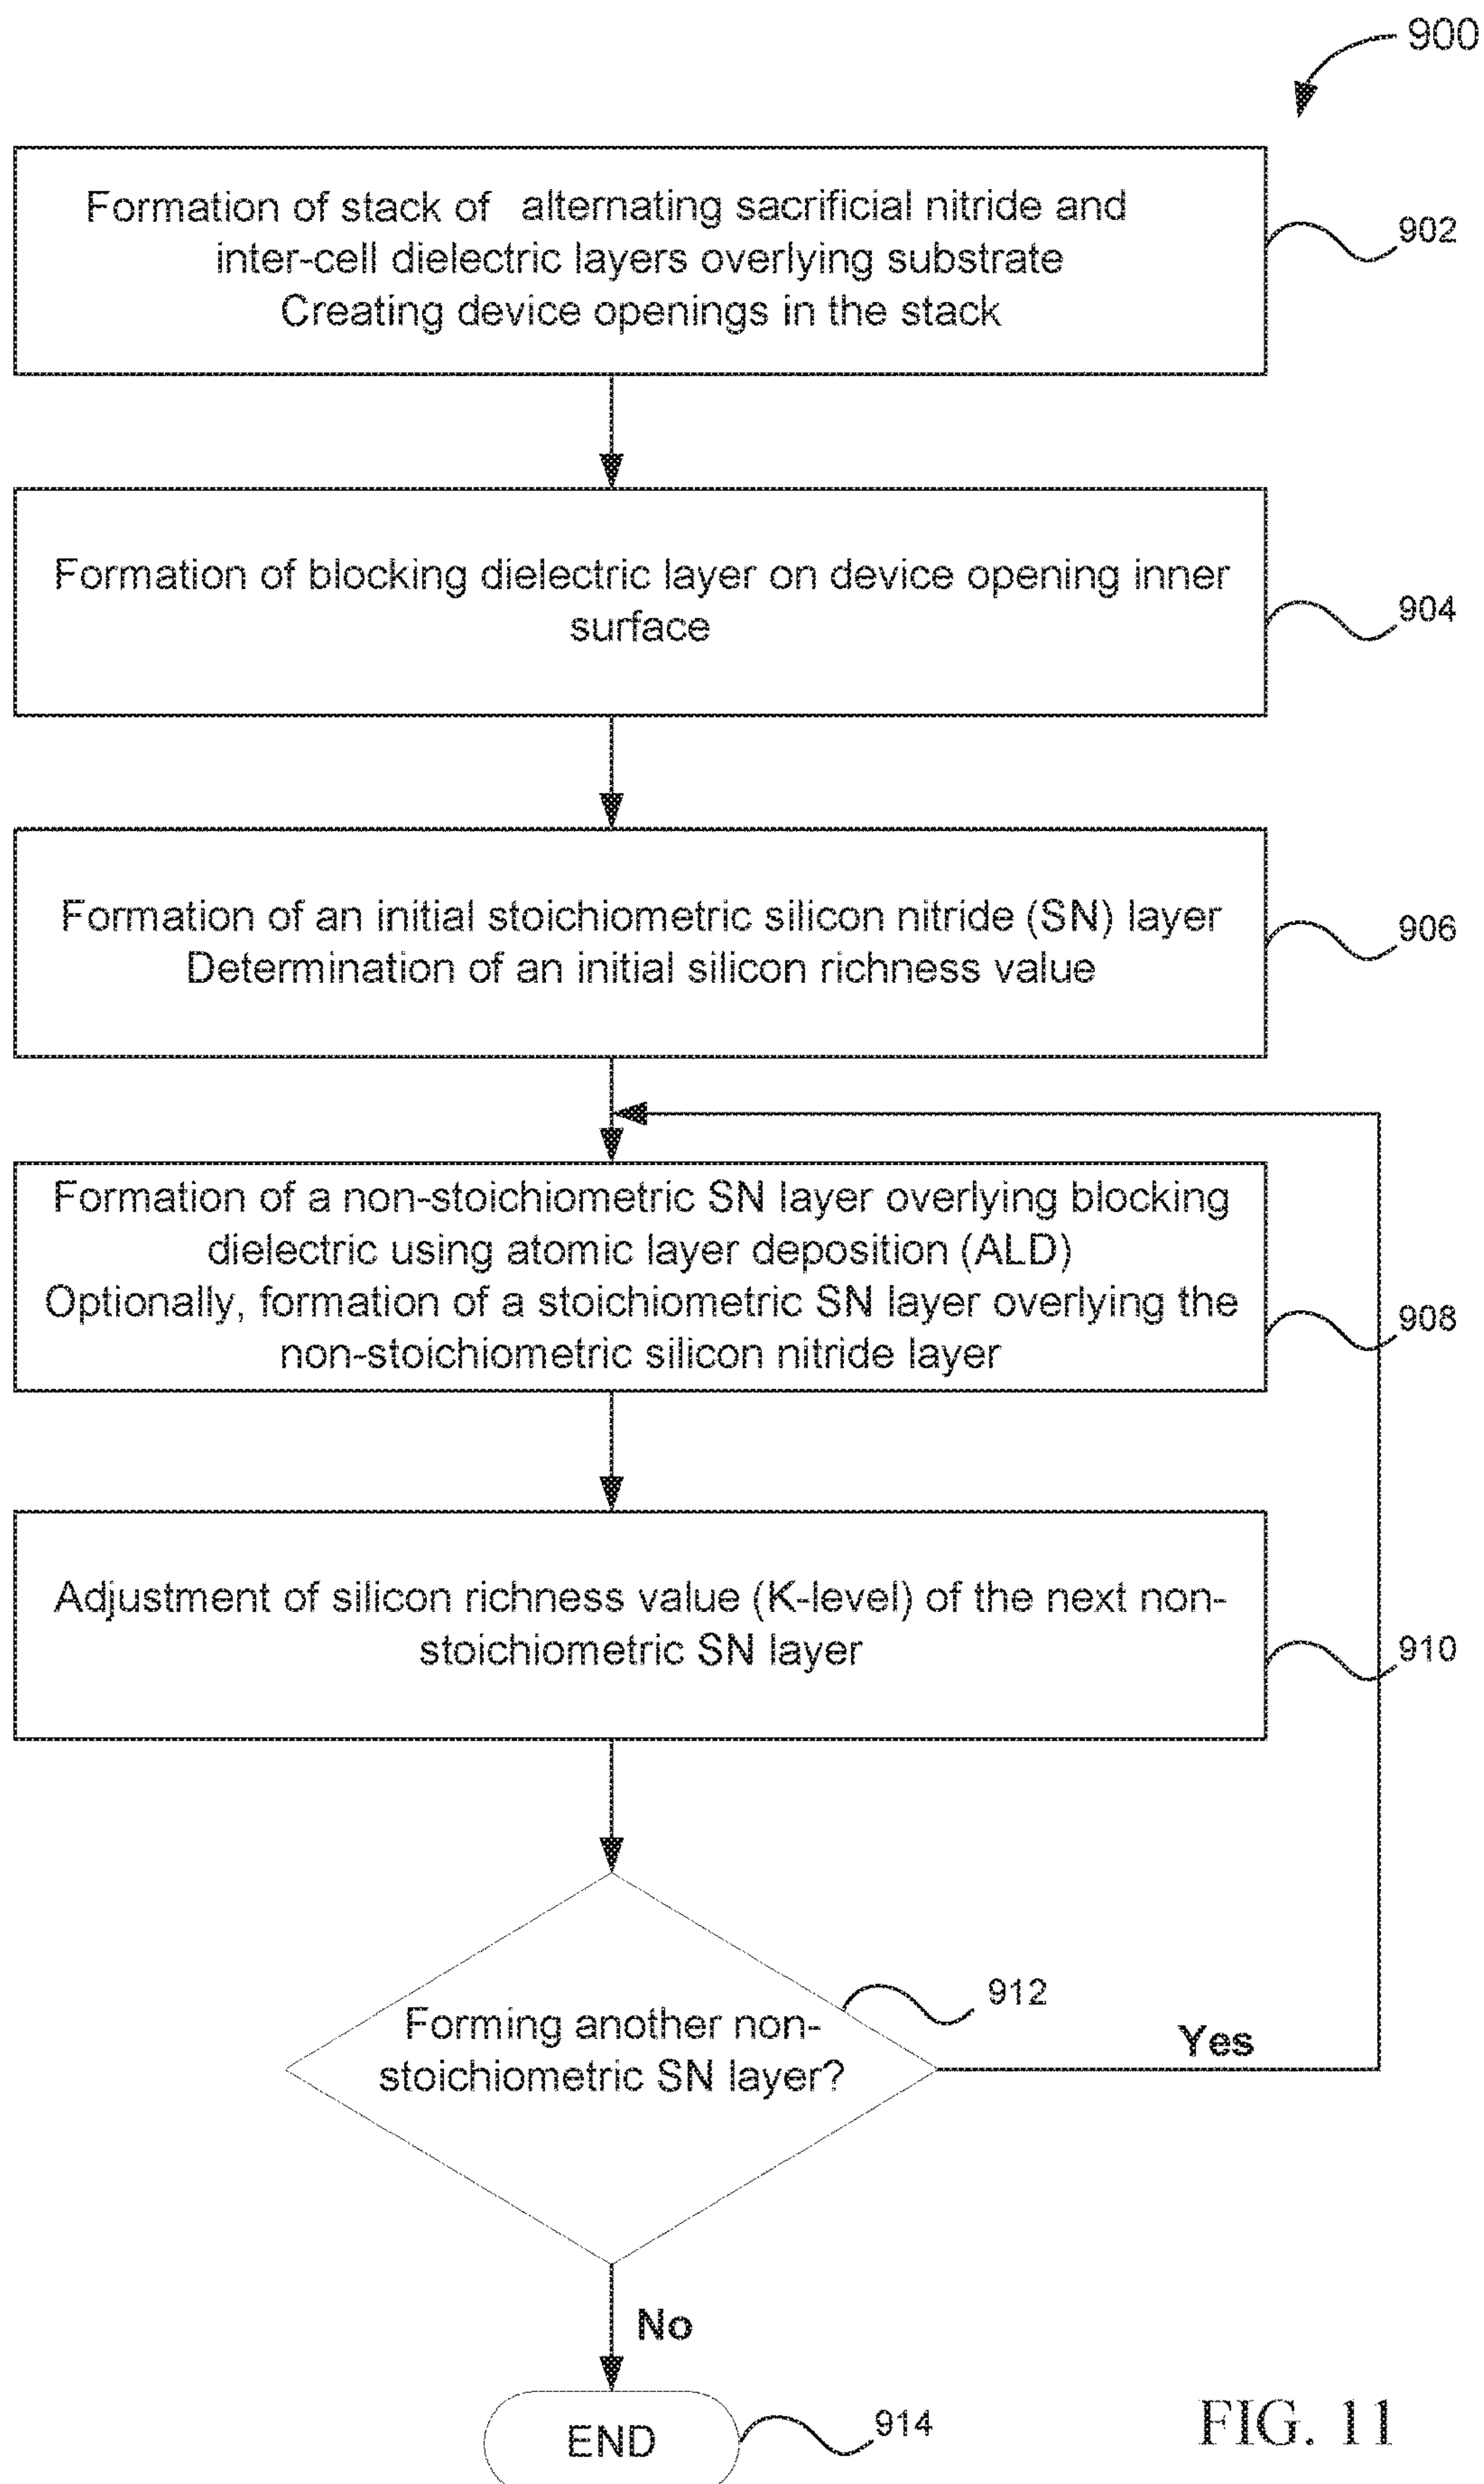 900
Formation of stack of alternating sacrificial nitride and
inter-cell dielectric layers overlying substrate
Creating device openings in the stack
902
Formation of blocking dielectric layer on device opening inner
surface
904
Formation of an initial stoichiometric silicon nitride (SN) layer
Determination of an initial silicon richness value
906
Formation of a non-stoichiometric SN layer overlying blocking
dielectric using atomic layer deposition (ALD)
Optionally, formation of a stoichiometric SN layer overlying the
non-stoichiometric silicon nitride layer
908
Adjustment of silicon richness value (K-level) of the next non-
stoichiometric SN layer
910
Forming another non-
stoichiometric SN layer?
912
Yes
No
END
914
FIG. 11